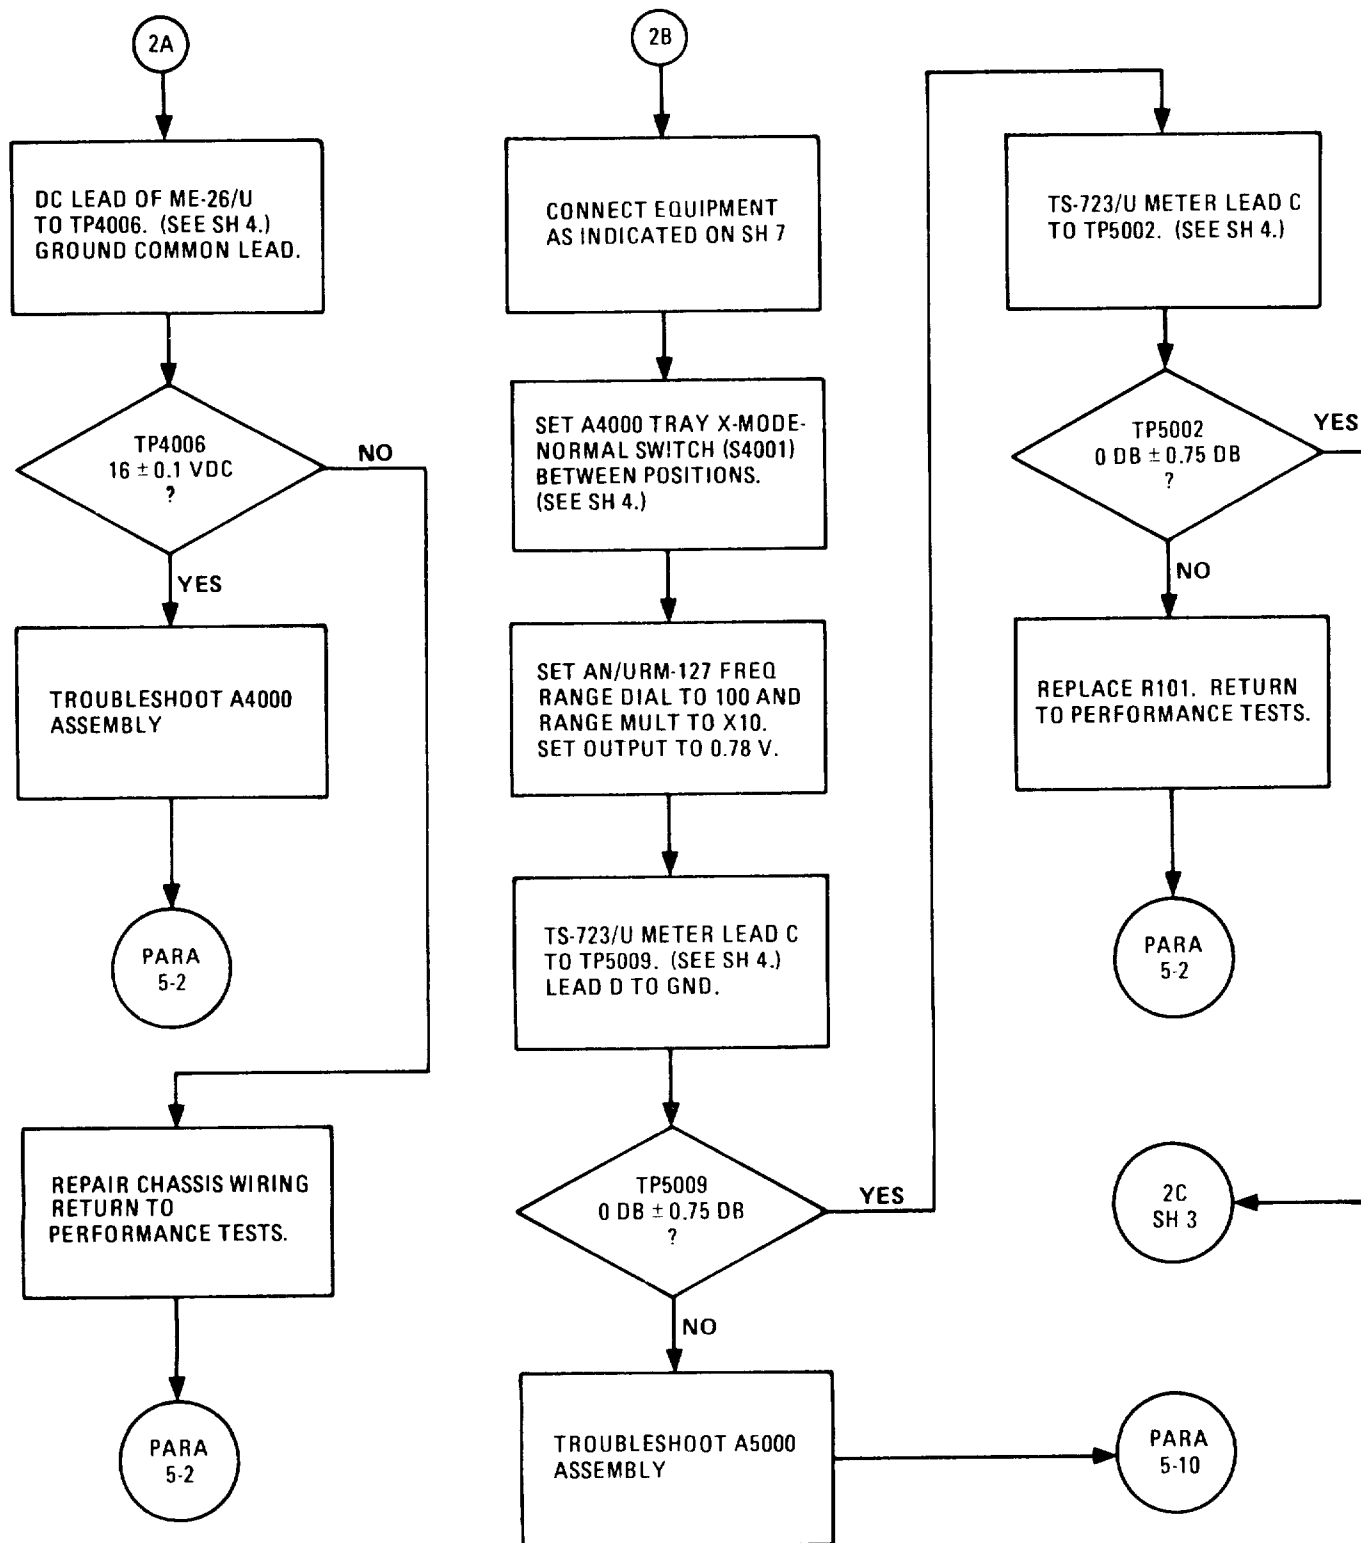 2A
DC LEAD OF ME-26/U
TO TP4006. (SEE SH 4.)
GROUND COMMON LEAD.
TP4006
16 ± 0.1 VDC
?
NO
YES
TROUBLESHOOT A4000
ASSEMBLY
PARA
5-2
REPAIR CHASSIS WIRING
RETURN TO
PERFORMANCE TESTS.
PARA
5-2
2B
CONNECT EQUIPMENT
AS INDICATED ON SH 7
SET A4000 TRAY X-MODE-
NORMAL SWITCH (S4001)
BETWEEN POSITIONS.
(SEE SH 4.)
SET AN/URM-127 FREQ
RANGE DIAL TO 100 AND
RANGE MULT TO X10.
SET OUTPUT TO 0.78 V.
TS-723/U METER LEAD C
TO TP5009. (SEE SH 4.)
LEAD D TO GND.
TP5009
0 DB ± 0.75 DB
?
YES
NO
TROUBLESHOOT A5000
ASSEMBLY
PARA
5-10
TS-723/U METER LEAD C
TO TP5002. (SEE SH 4.)
TP5002
0 DB ± 0.75 DB
?
YES
NO
REPLACE R101. RETURN
TO PERFORMANCE TESTS.
PARA
5-2
2C
SH 3